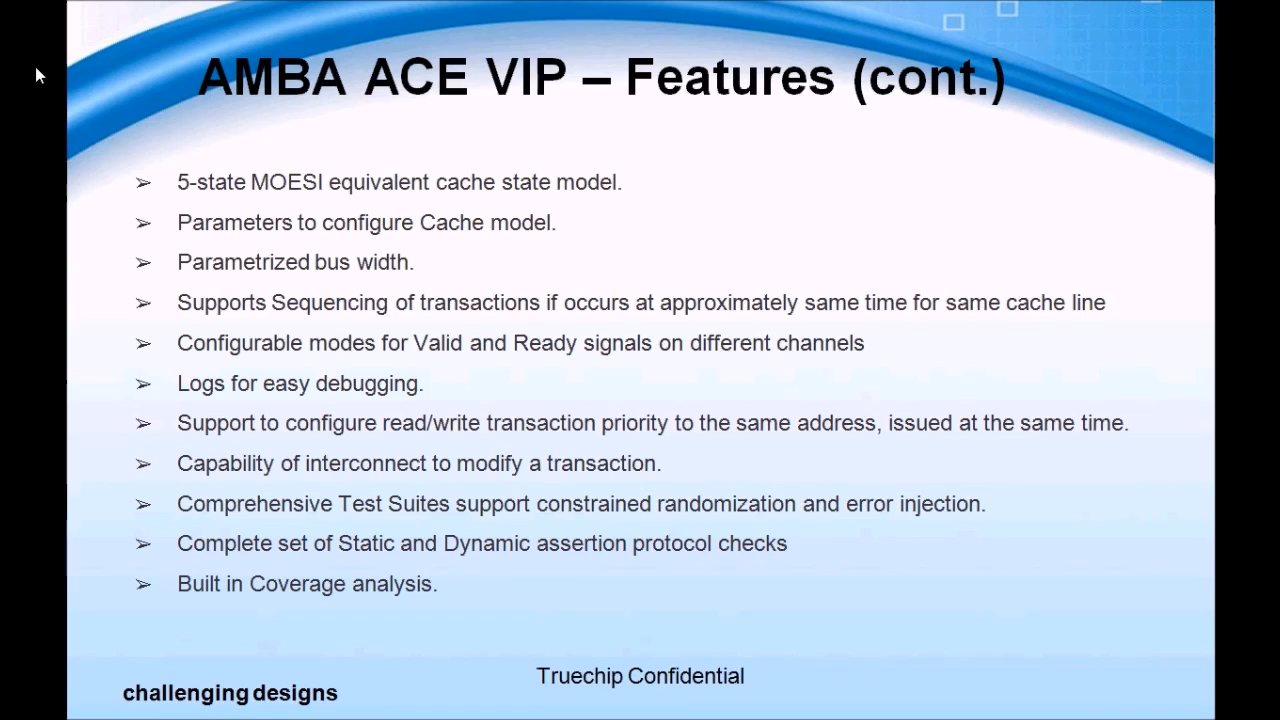 AMBA ACE VIP – Features (cont.)
➢ 5-state MOESI equivalent cache state model.
➢ Parameters to configure Cache model.
➢ Parametrized bus width.
➢ Supports Sequencing of transactions if occurs at approximately same time for same cache line
➢ Configurable modes for Valid and Ready signals on different channels
➢ Logs for easy debugging.
➢ Support to configure read/write transaction priority to the same address, issued at the same time.
➢ Capability of interconnect to modify a transaction.
➢ Comprehensive Test Suites support constrained randomization and error injection.
➢ Complete set of Static and Dynamic assertion protocol checks
➢ Built in Coverage analysis.
Truechip Confidential
challenging designs